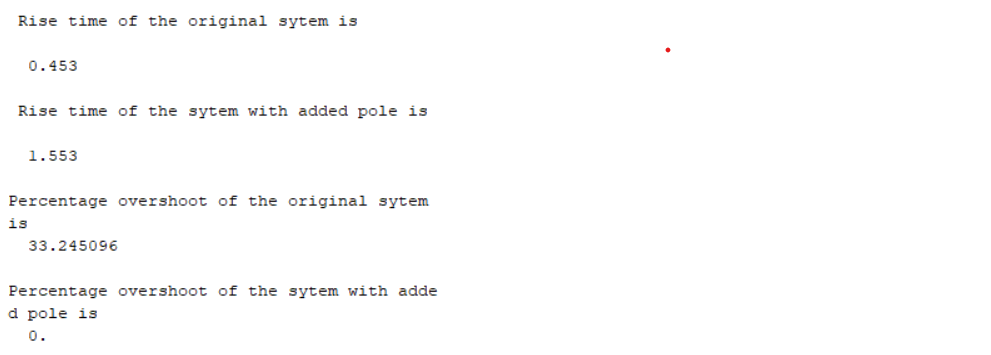 Rise time of the original sytem is
0.453
Rise time of the sytem with added pole is
1.553
Percentage overshoot of the original sytem
is
33.245096
Percentage overshoot of the sytem with adde
d pole is
0.